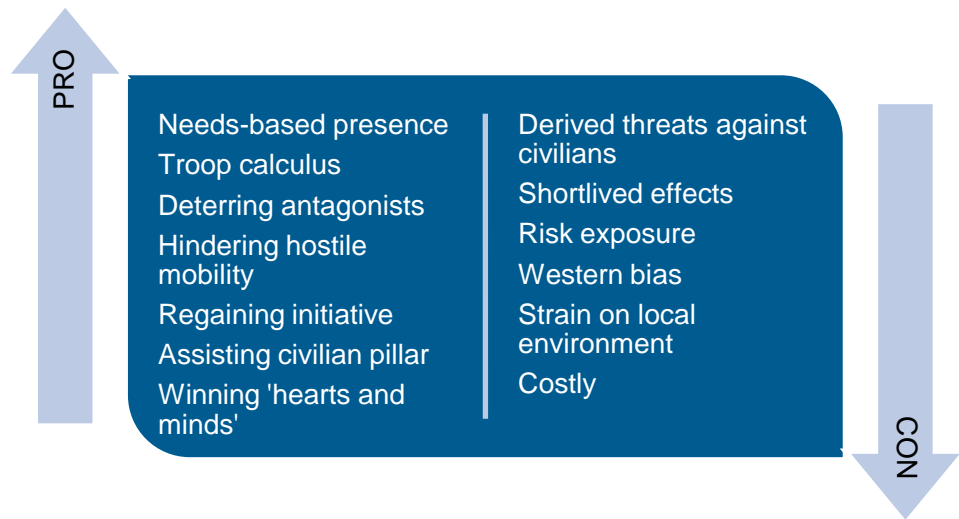 PRO
Needs-based presence
Troop calculus
Deterring antagonists
Hindering hostile
mobility
Regaining initiative
Assisting civilian pillar
Winning 'hearts and
minds'
Derived threats against
civilians
Shortlived effects
Risk exposure
Western bias
Strain on local
environment
Costly
CON